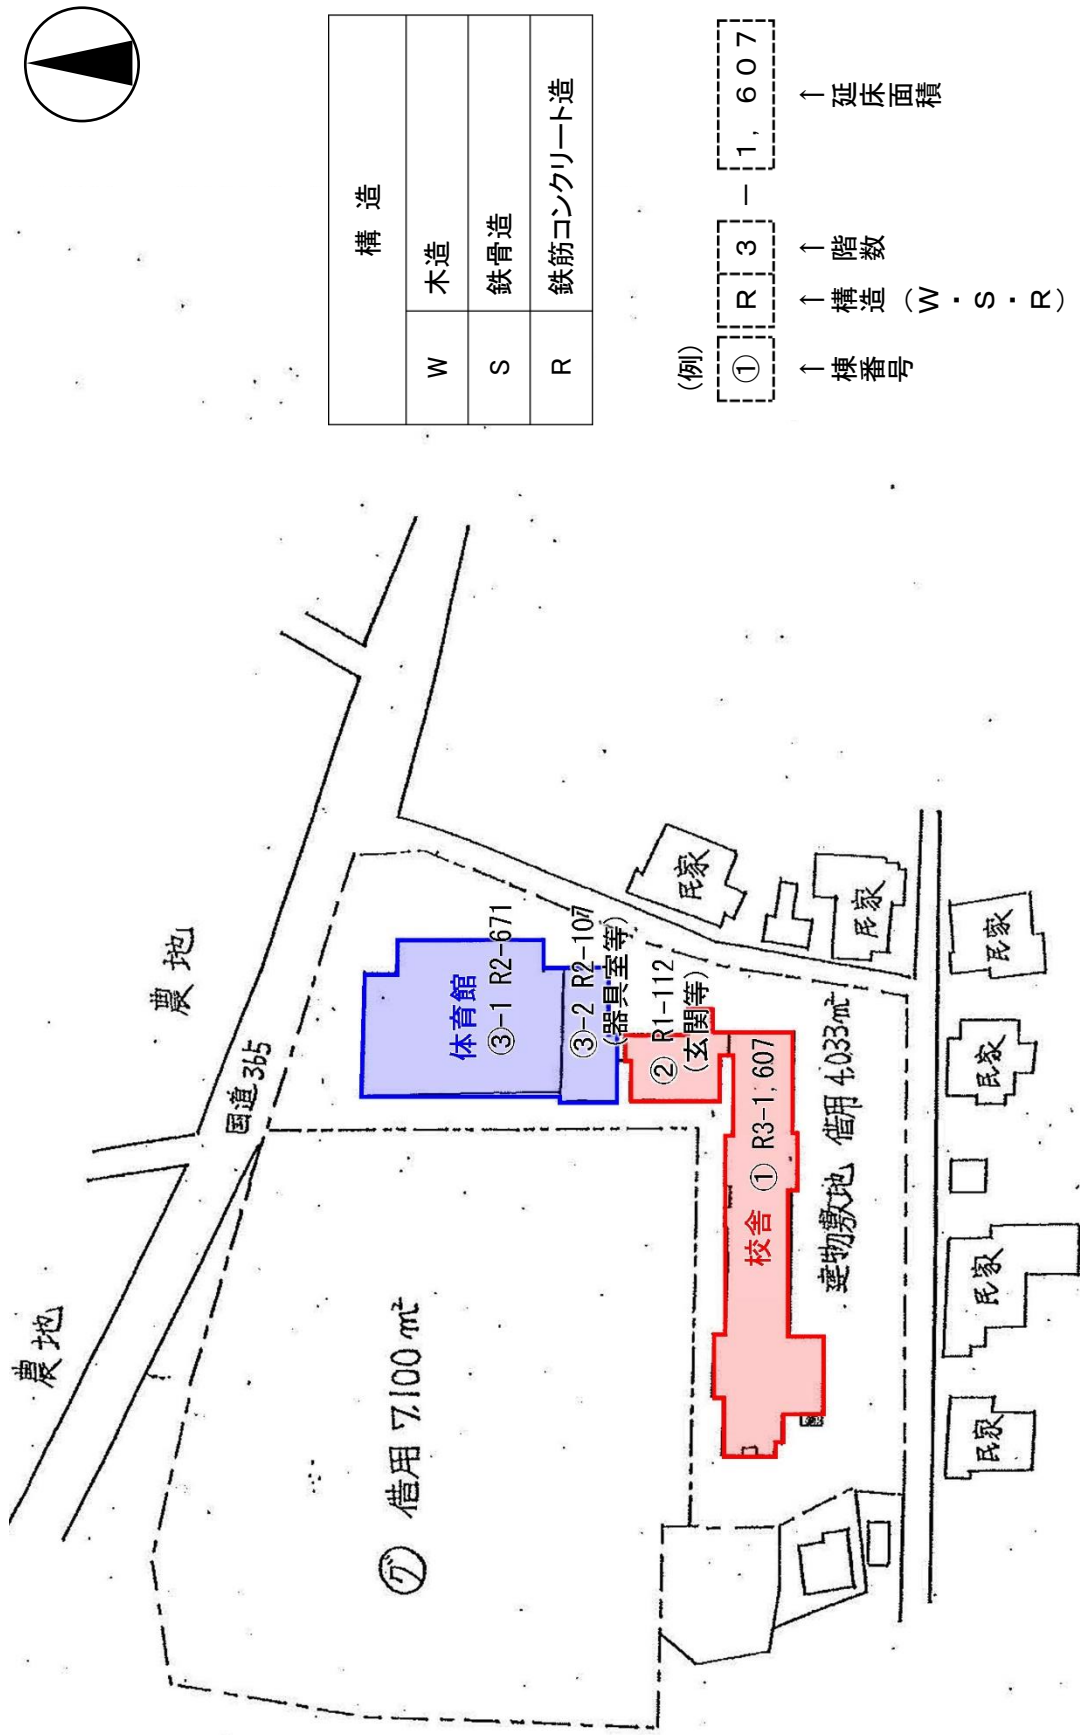 農地
農地
国道365
㋗ 借用 7,100㎡
体育館
③-1 R2-671
③-2 R2-107
(器具室等)
② R1-112
(玄関等)
校舎 ① R3-1,607
建物敷地 借用 4,033㎡
民家
民家
民家
民家
民家
民家
構造
W 木造
S 鉄骨造
R 鉄筋コンクリート造
(例)
① R 3 - 1,607
←棟番号
←構造(W・S・R)
←階数
←延床面積